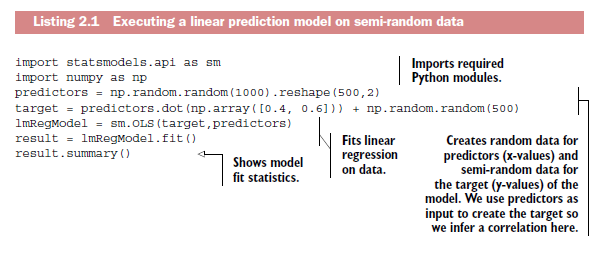 Listing 2.1 Executing a linear prediction model on semi-random data
import statsmodels.api as sm
import numpy as np
predictors = np.random.random(1000).reshape(500,2)
target = predictors.dot(np.array([0.4, 0.6])) + np.random.random(500)
lmRegModel = sm.OLS(target,predictors)
result = lmRegModel.fit()
result.summary()
Imports required
Python modules.
Shows model
fit statistics.
Fits linear
regression
on data.
Creates random data for
predictors (x-values) and
semi-random data for
the target (y-values) of the
model. We use predictors as
input to create the target so
we infer a correlation here.